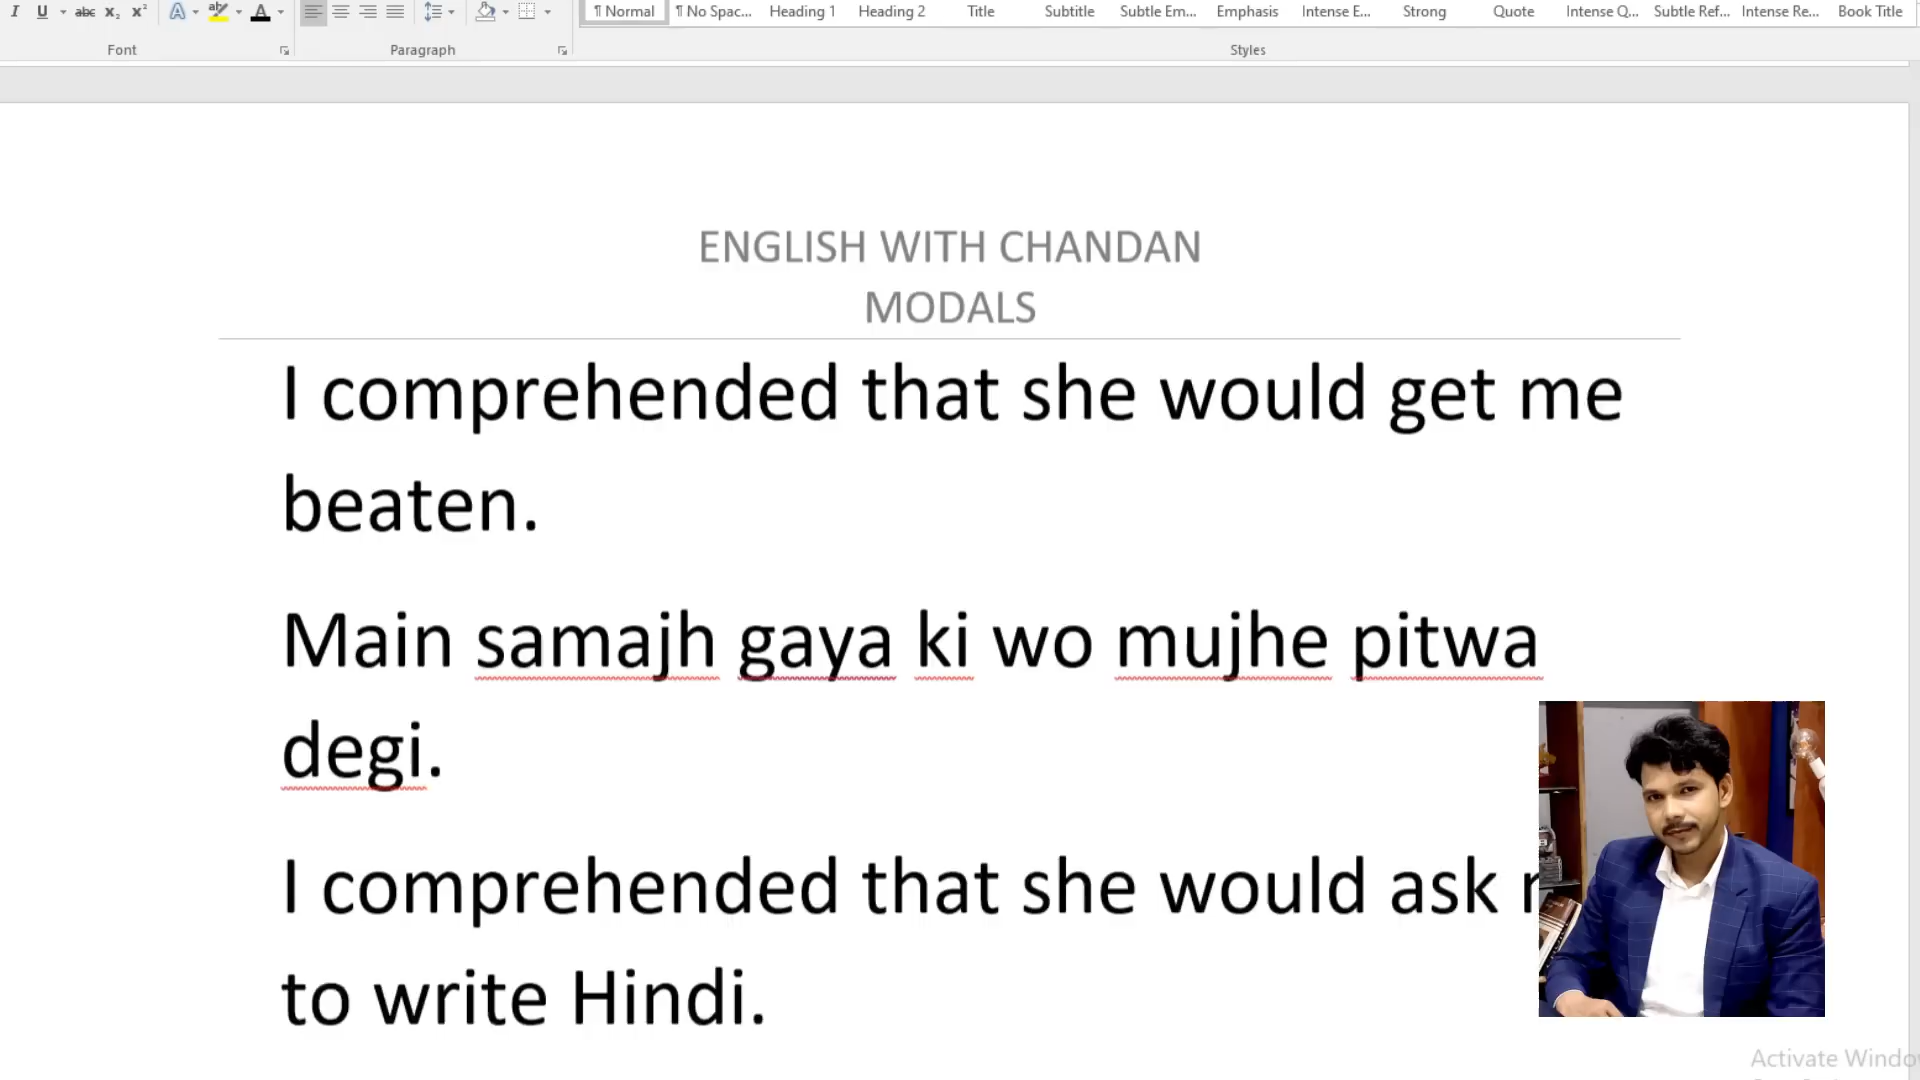 I U abc x₂ x² A ab A
¶ Normal ¶ No Spac... Heading 1 Heading 2 Title Subtitle Subtle Em... Emphasis Intense E... Strong Quote Intense Q... Subtle Ref... Intense Re... Book Title
Font Paragraph Styles
ENGLISH WITH CHANDAN
MODALS
I comprehended that she would get me
beaten.
Main samajh gaya ki wo mujhe pitwa
degi.
I comprehended that she would ask
to write Hindi.
Activate Windo